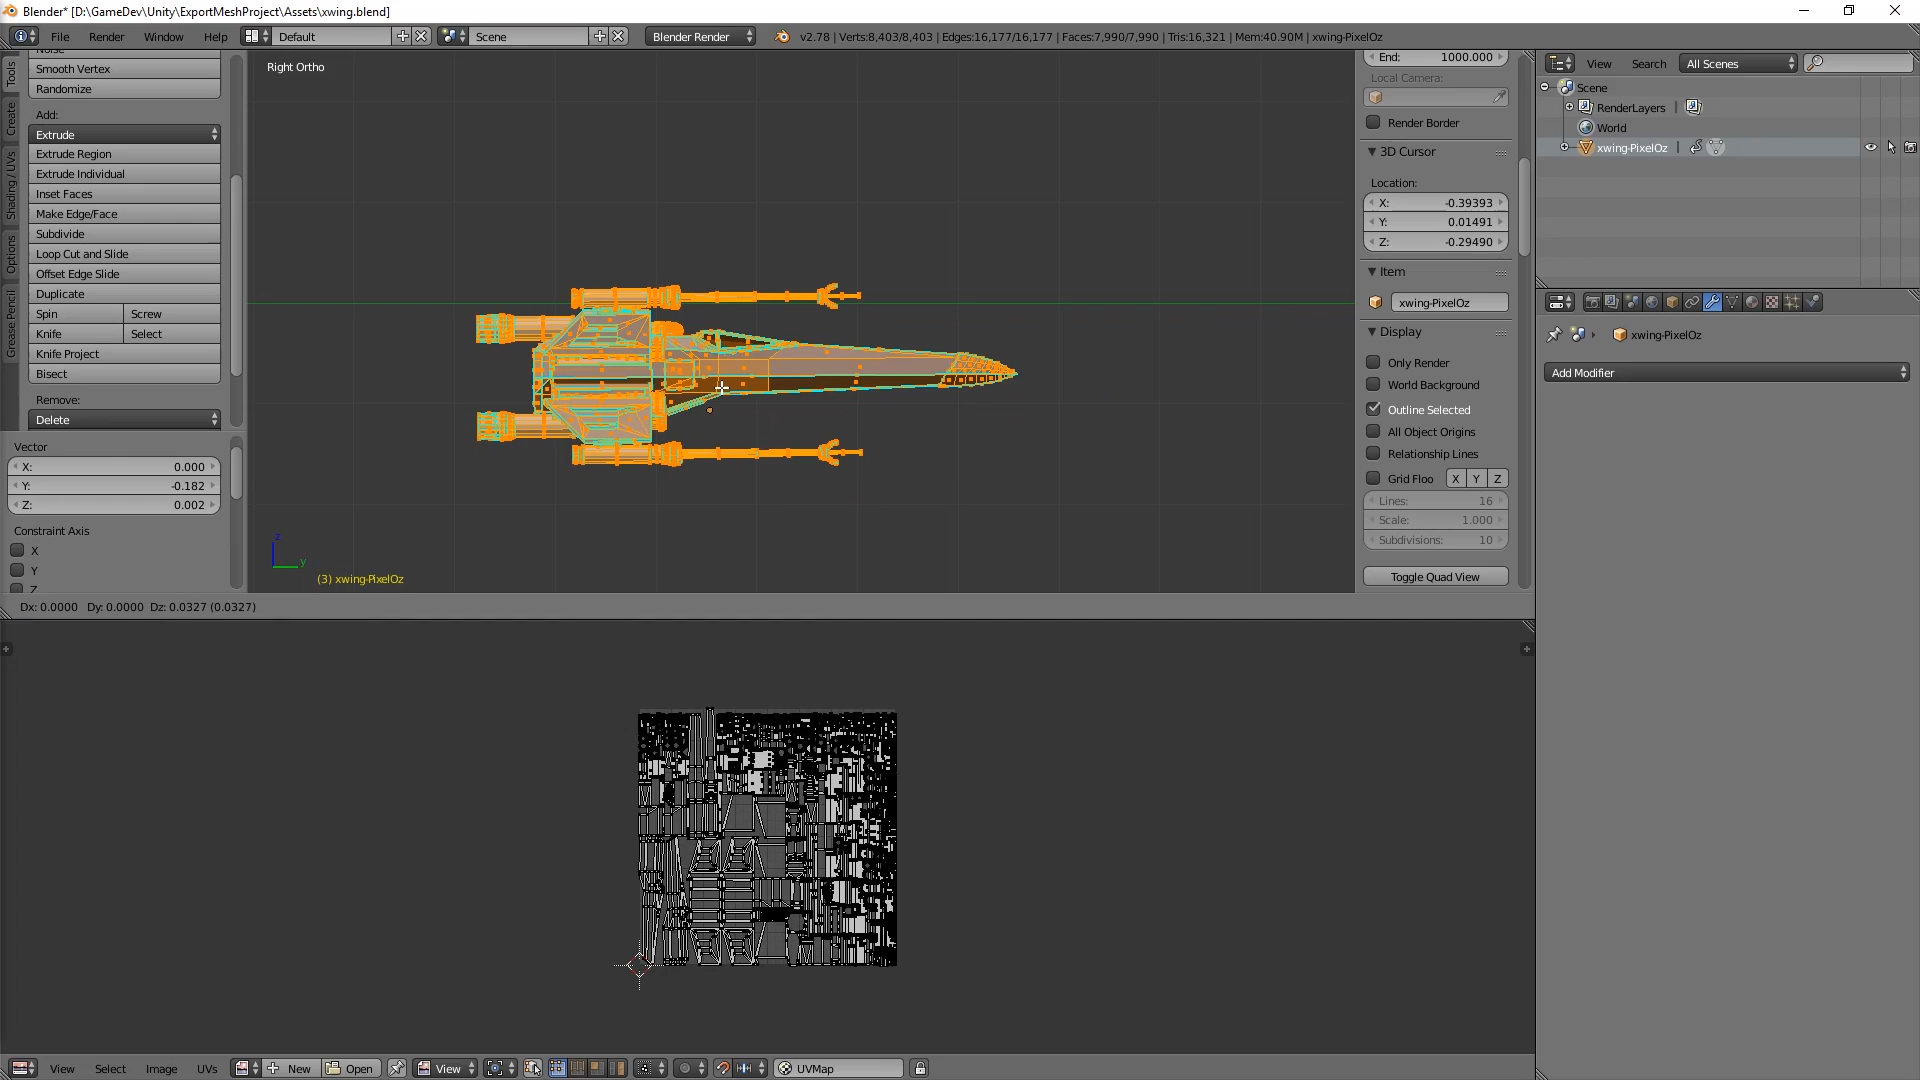 Blender* [D:\GameDev\Unity\ExportMeshProject\Assets\xwing.blend]
File Render Window Help Default Scene Blender Render v2.78 | Verts:8,403/8,403 | Edges:16,177/16,177 | Faces:7,990/7,990 | Tris:16,321 | Mem:40.90M | xwing-PixelOz
Tools
Create
Shading / UVs
Options
Grease Pencil
Noise
Smooth Vertex
Randomize
Add:
Extrude
Extrude Region
Extrude Individual
Inset Faces
Make Edge/Face
Subdivide
Loop Cut and Slide
Offset Edge Slide
Duplicate
Spin Screw
Knife Select
Knife Project
Bisect
Remove:
Delete
Vector
X: 0.000
Y: -0.182
Z: 0.002
Constraint Axis
X
Y
Z
Right Ortho
z
y
(3) xwing-PixelOz
End: 1000.000
Local Camera:
Render Border
3D Cursor
Location:
X: -0.39393
Y: 0.01491
Z: -0.29490
Item
xwing-PixelOz
Display
Only Render
World Background
Outline Selected
All Object Origins
Relationship Lines
Grid Floo X Y Z
Lines: 16
Scale: 1.000
Subdivisions: 10
Toggle Quad View
View Search All Scenes
Scene
RenderLayers |
World
xwing-PixelOz |
xwing-PixelOz
Add Modifier
Dx: 0.0000 Dy: 0.0000 Dz: 0.0327 (0.0327)
View Select Image UVs New Open View UVMap